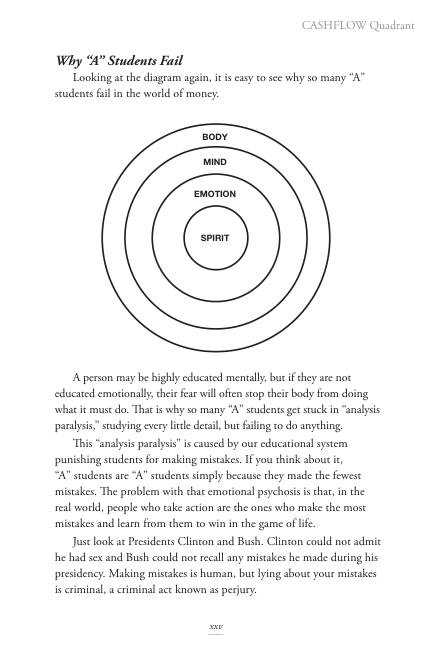 CASHFLOW Quadrant
Why “A” Students Fail
Looking at the diagram again, it is easy to see why so many “A”
students fail in the world of money.
BODY
MIND
EMOTION
SPIRIT
A person may be highly educated mentally, but if they are not
educated emotionally, their fear will often stop their body from doing
what it must do. That is why so many “A” students get stuck in “analysis
paralysis,” studying every little detail, but failing to do anything.
This “analysis paralysis” is caused by our educational system
punishing students for making mistakes. If you think about it,
“A” students are “A” students simply because they made the fewest
mistakes. The problem with that emotional psychosis is that, in the
real world, people who take action are the ones who make the most
mistakes and learn from them to win in the game of life.
Just look at Presidents Clinton and Bush. Clinton could not admit
he had sex and Bush could not recall any mistakes he made during his
presidency. Making mistakes is human, but lying about your mistakes
is criminal, a criminal act known as perjury.
xxv